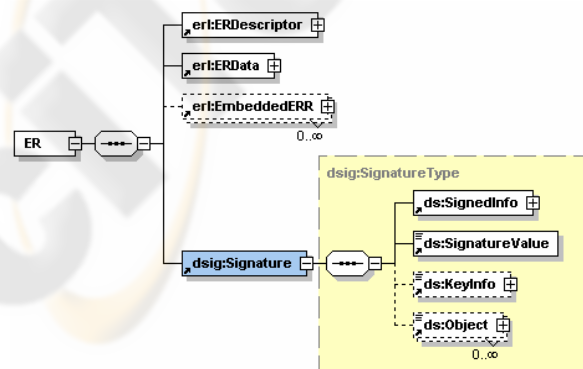 erl:ERDescriptor
erl:ERData
erl:EmbeddedERR
0..∞
ER
dsig:SignatureType
ds:SignedInfo
ds:SignatureValue
dsig:Signature
ds:KeyInfo
ds:Object
0..∞